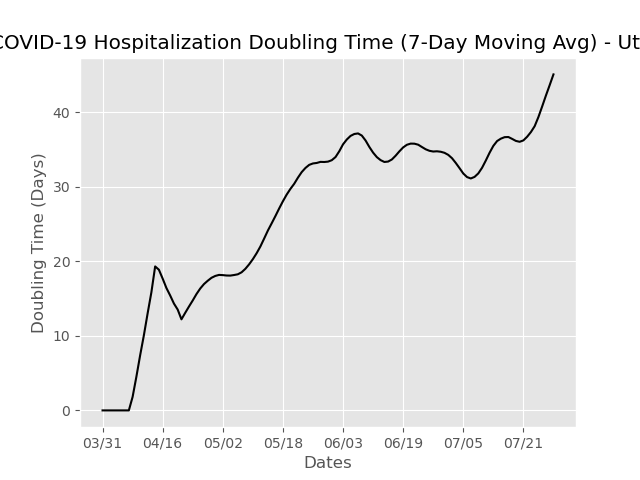 COVID-19 Hospitalization Doubling Time (7-Day Moving Avg) - Ut
Doubling Time (Days)
40
30
20
10
0
03/31 04/16 05/02 05/18 06/03 06/19 07/05 07/21
Dates